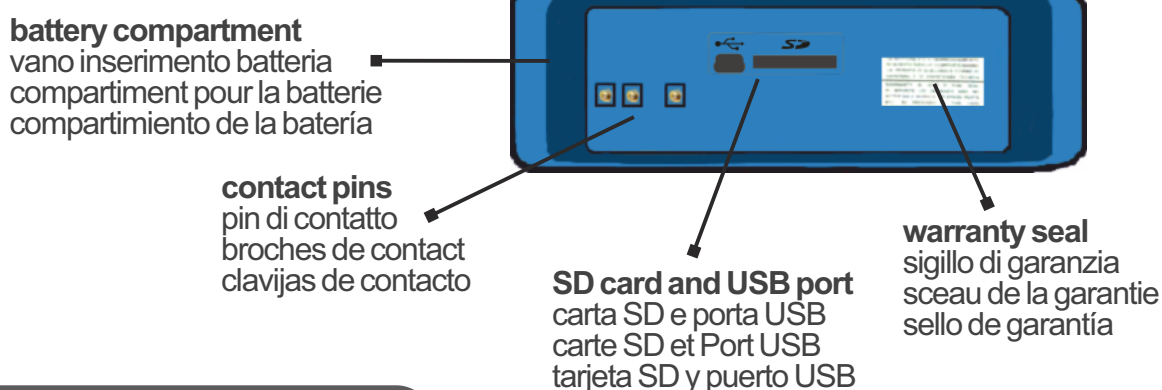 battery compartment
vano inserimento batteria
compartiment pour la batterie
compartimiento de la batería
contact pins
pin di contatto
broches de contact
clavijas de contacto
SD card and USB port
carta SD e porta USB
carte SD et Port USB
tarjeta SD y puerto USB
warranty seal
sigillo di garanzia
sceau de la garantie
sello de garantía